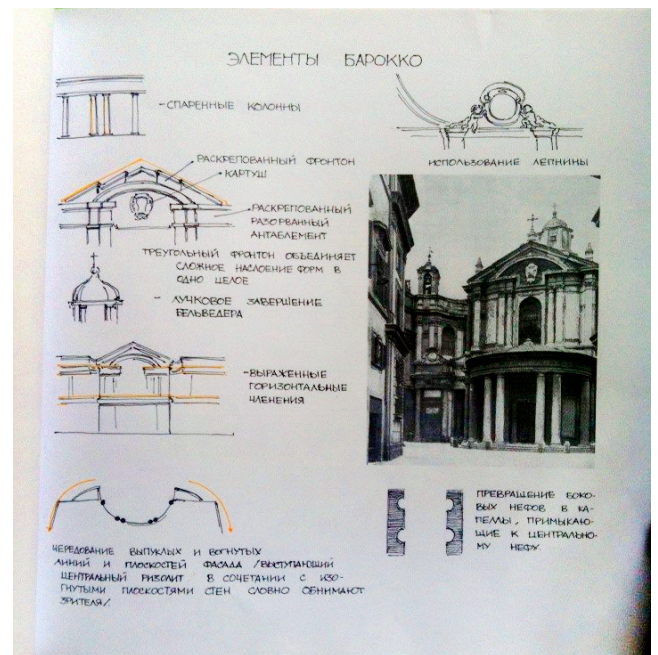 ЭЛЕМЕНТЫ БАРОККО
- СПАРЕННЫЕ КОЛОННЫ
ИСПОЛЬЗОВАНИЕ ЛЕПНИНЫ
РАСКРЕПОВАННЫЙ ФРОНТОН
КАРТУШ
РАСКРЕПОВАННЫЙ
РАЗОРВАННЫЙ
АНТАБЛЕМЕНТ
ТРЕУГОЛЬНЫЙ ФРОНТОН ОБЪЕДИНЯЕТ
СЛОЖНОЕ НАСЛОЕНИЕ ФОРМ В
ОДНО ЦЕЛОЕ
- ЛУЧКОВОЕ ЗАВЕРШЕНИЕ
БЕЛЬВЕДЕРА
- ВЫРАЖЕННЫЕ
ГОРИЗОНТАЛЬНЫЕ
ЧЛЕНЕНИЯ
ПРЕВРАЩЕНИЕ БОКО-
ВЫХ НЕФОВ В КА-
ПЕЛЛЫ, ПРИМЫКАЮ-
ЩИЕ К ЦЕНТРАЛЬНО-
МУ НЕФУ.
ЧЕРЕДОВАНИЕ ВЫПУКЛЫХ И ВОГНУТЫХ
ЛИНИЙ И ПЛОСКОСТЕЙ ФАСАДА /ВЫСТУПАЮЩИЙ
ЦЕНТРАЛЬНЫЙ РИЗОЛИТ В СОЧЕТАНИИ С ИЗО-
ГНУТЫМИ ПЛОСКОСТЯМИ СТЕН СЛОВНО ОБНИМАЮТ
ЗРИТЕЛЯ/.